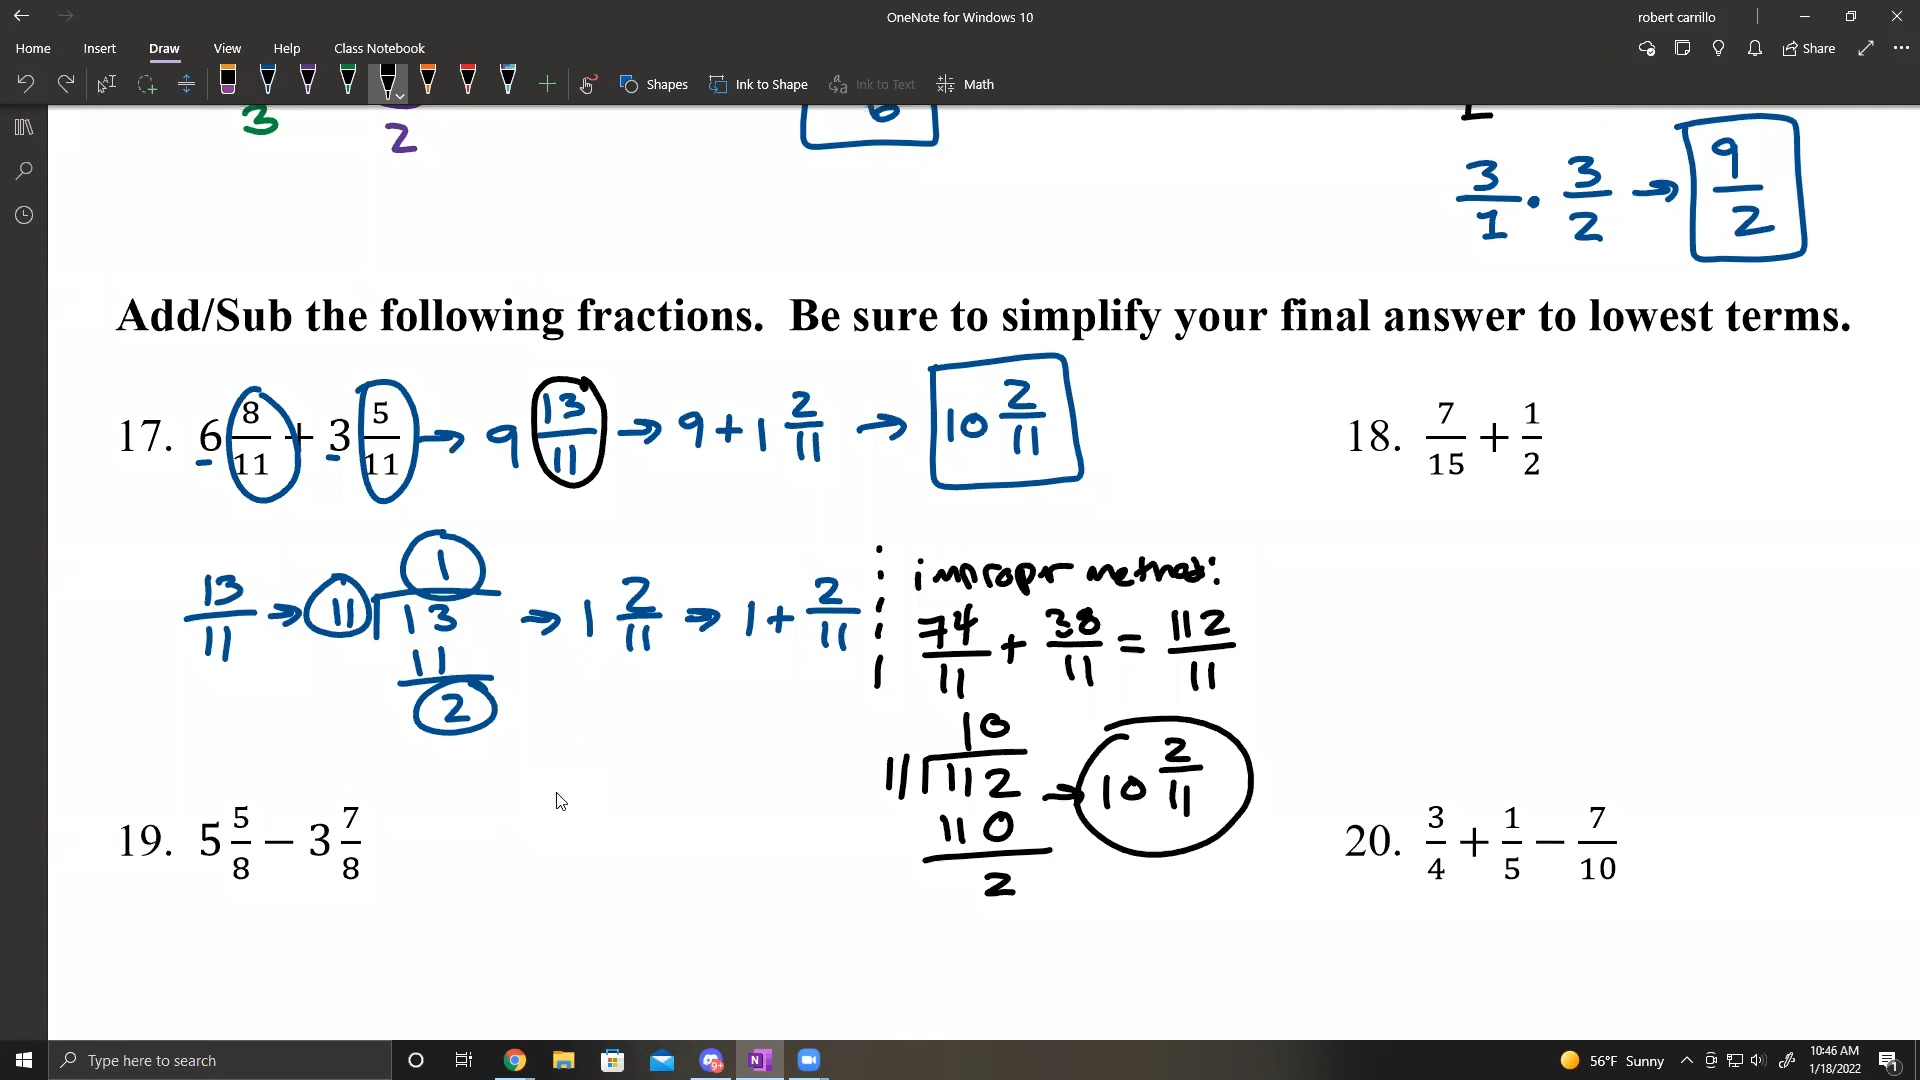 OneNote for Windows 10
robert carrillo
Home Insert Draw View Help Class Notebook
Share
Shapes Ink to Shape Ink to Text Math
3
2
6
1
3/1 · 3/2 → 9/2
Add/Sub the following fractions. Be sure to simplify your final answer to lowest terms.
17. 6 8/11 + 3 5/11 → 9 13/11 → 9 + 1 2/11 → 10 2/11
18. 7/15 + 1/2
13/11 → 11 1
13 → 1 2/11 → 1 + 2/11
11
2
improper method:
74/11 + 38/11 = 112/11
10
11 112 → 10 2/11
110
2
19. 5 5/8 − 3 7/8
20. 3/4 + 1/5 − 7/10
Type here to search
9+
N
56°F Sunny
10:46 AM
1/18/2022
1